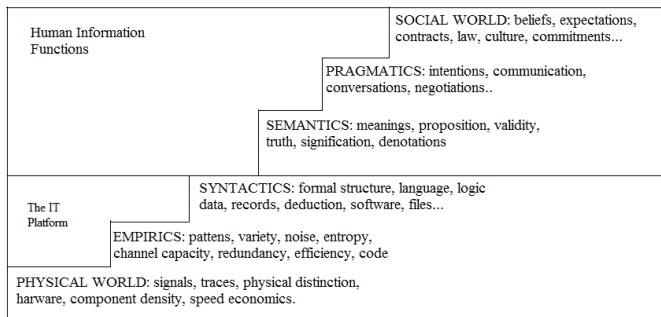 Human Information
Functions
SOCIAL WORLD: beliefs, expectations,
contracts, law, culture, commitments...
PRAGMATICS: intentions, communication,
conversations, negotiations..
SEMANTICS: meanings, proposition, validity,
truth, signification, denotations
The IT
Platform
SYNTACTICS: formal structure, language, logic
data, records, deduction, software, files...
EMPIRICS: pattens, variety, noise, entropy,
channel capacity, redundancy, efficiency, code
PHYSICAL WORLD: signals, traces, physical distinction,
harware, component density, speed economics.